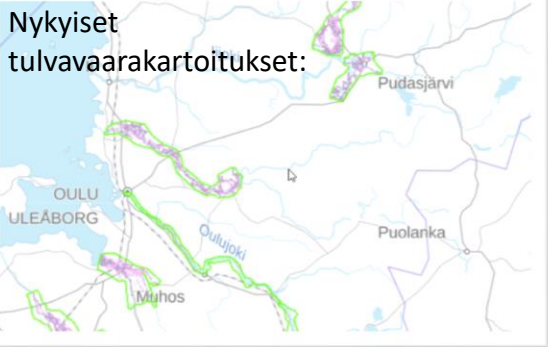 Nykyiset
tulvavaarakartoitukset:
Pudasjärvi
OULU
ULEÅBORG
Oulujoki
Puolanka
Muhos